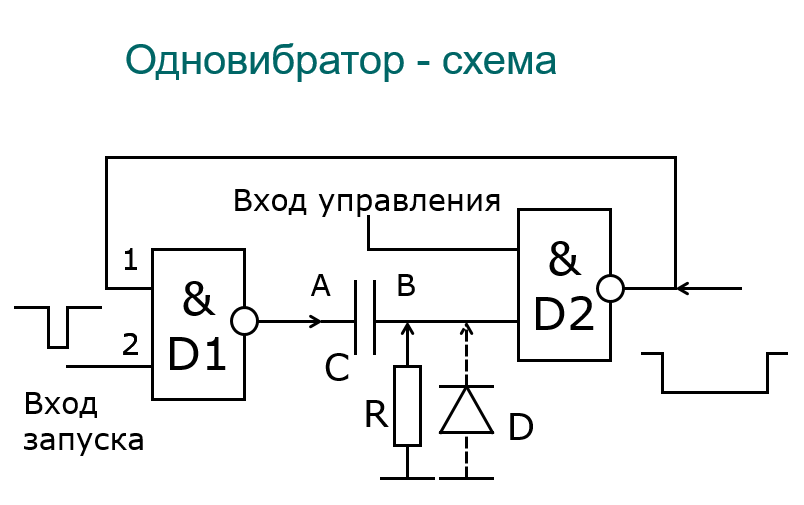 Одновибратор - схема
Вход управления
1
&
D1
&
D2
A
B
2
C
Вход
запуска
R
D